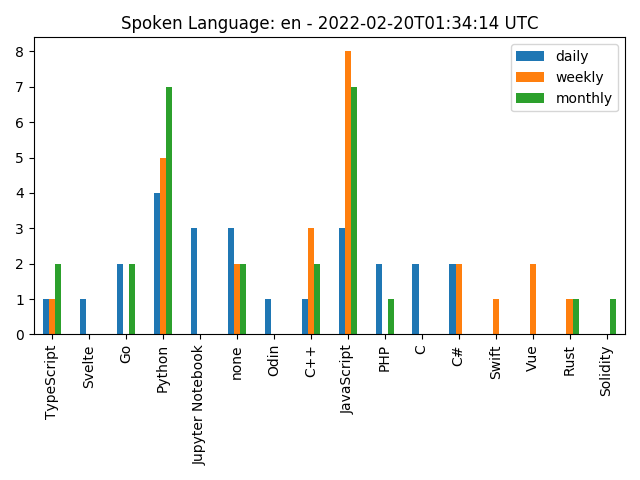 Spoken Language: en - 2022-02-20T01:34:14 UTC
daily
weekly
monthly
8
7
6
5
4
3
2
1
0
TypeScript
Svelte
Go
Python
Jupyter Notebook
none
Odin
C++
JavaScript
PHP
C
C#
Swift
Vue
Rust
Solidity